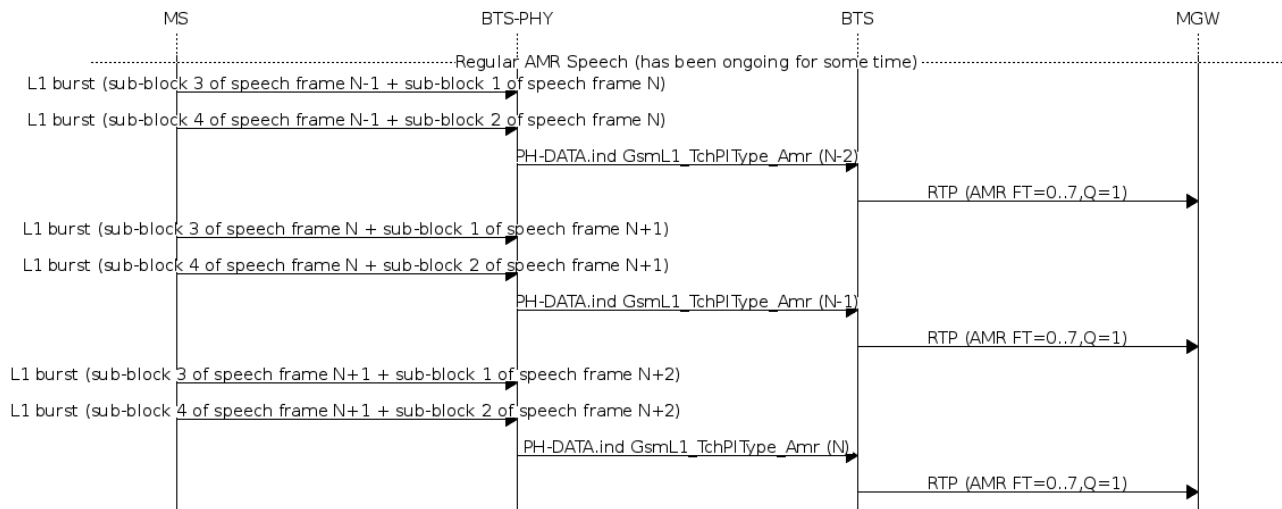 MS BTS-PHY BTS MGW
Regular AMR Speech (has been ongoing for some time)
L1 burst (sub-block 3 of speech frame N-1 + sub-block 1 of speech frame N)
L1 burst (sub-block 4 of speech frame N-1 + sub-block 2 of speech frame N)
PH-DATA.ind GsmL1_TchPlType_Amr (N-2)
RTP (AMR FT=0..7,Q=1)
L1 burst (sub-block 3 of speech frame N + sub-block 1 of speech frame N+1)
L1 burst (sub-block 4 of speech frame N + sub-block 2 of speech frame N+1)
PH-DATA.ind GsmL1_TchPlType_Amr (N-1)
RTP (AMR FT=0..7,Q=1)
L1 burst (sub-block 3 of speech frame N+1 + sub-block 1 of speech frame N+2)
L1 burst (sub-block 4 of speech frame N+1 + sub-block 2 of speech frame N+2)
PH-DATA.ind GsmL1_TchPlType_Amr (N)
RTP (AMR FT=0..7,Q=1)